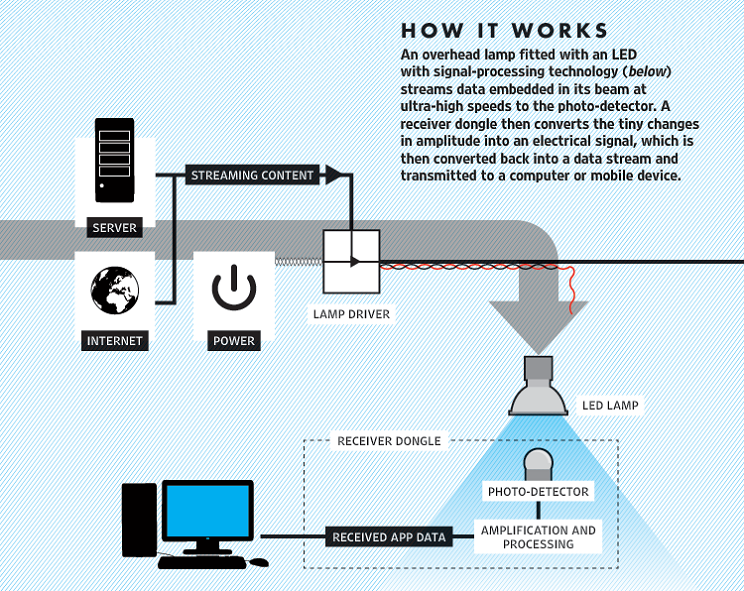 HOW IT WORKS
An overhead lamp fitted with an LED
with signal-processing technology (below)
streams data embedded in its beam at
ultra-high speeds to the photo-detector. A
receiver dongle then converts the tiny changes
in amplitude into an electrical signal, which is
then converted back into a data stream and
transmitted to a computer or mobile device.
STREAMING CONTENT
SERVER
INTERNET
POWER
LAMP DRIVER
LED LAMP
RECEIVER DONGLE
PHOTO-DETECTOR
RECEIVED APP DATA
AMPLIFICATION AND
PROCESSING